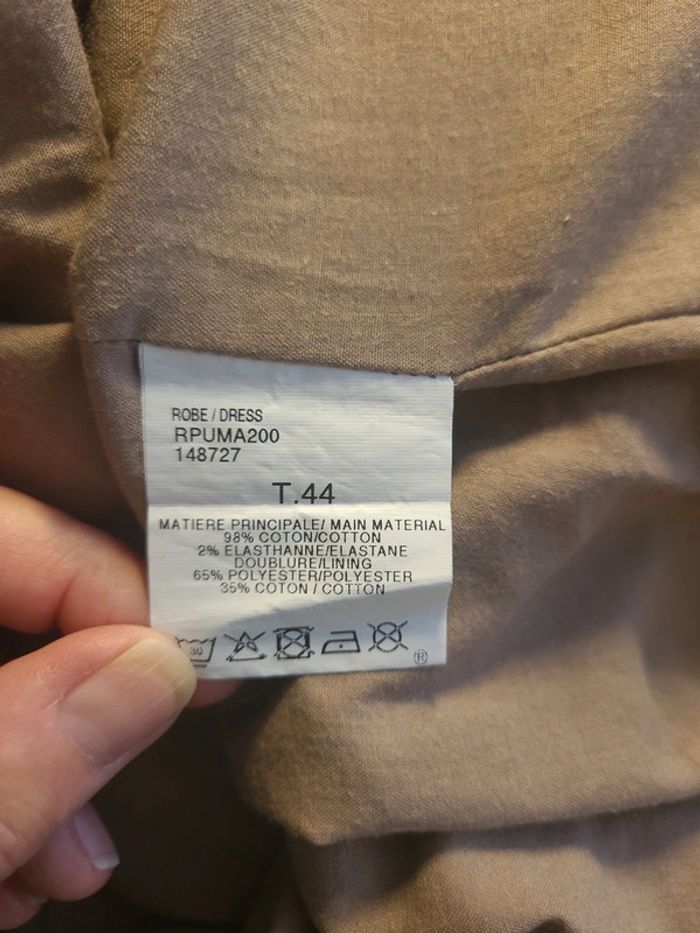 ROBE / DRESS
RPUMA200
148727
T.44
MATIERE PRINCIPALE/ MAIN MATERIAL
98% COTON/COTTON
2% ELASTHANNE/ELASTANE
DOUBLURE/LINING
65% POLYESTER/POLYESTER
35% COTON / COTTON
30
®